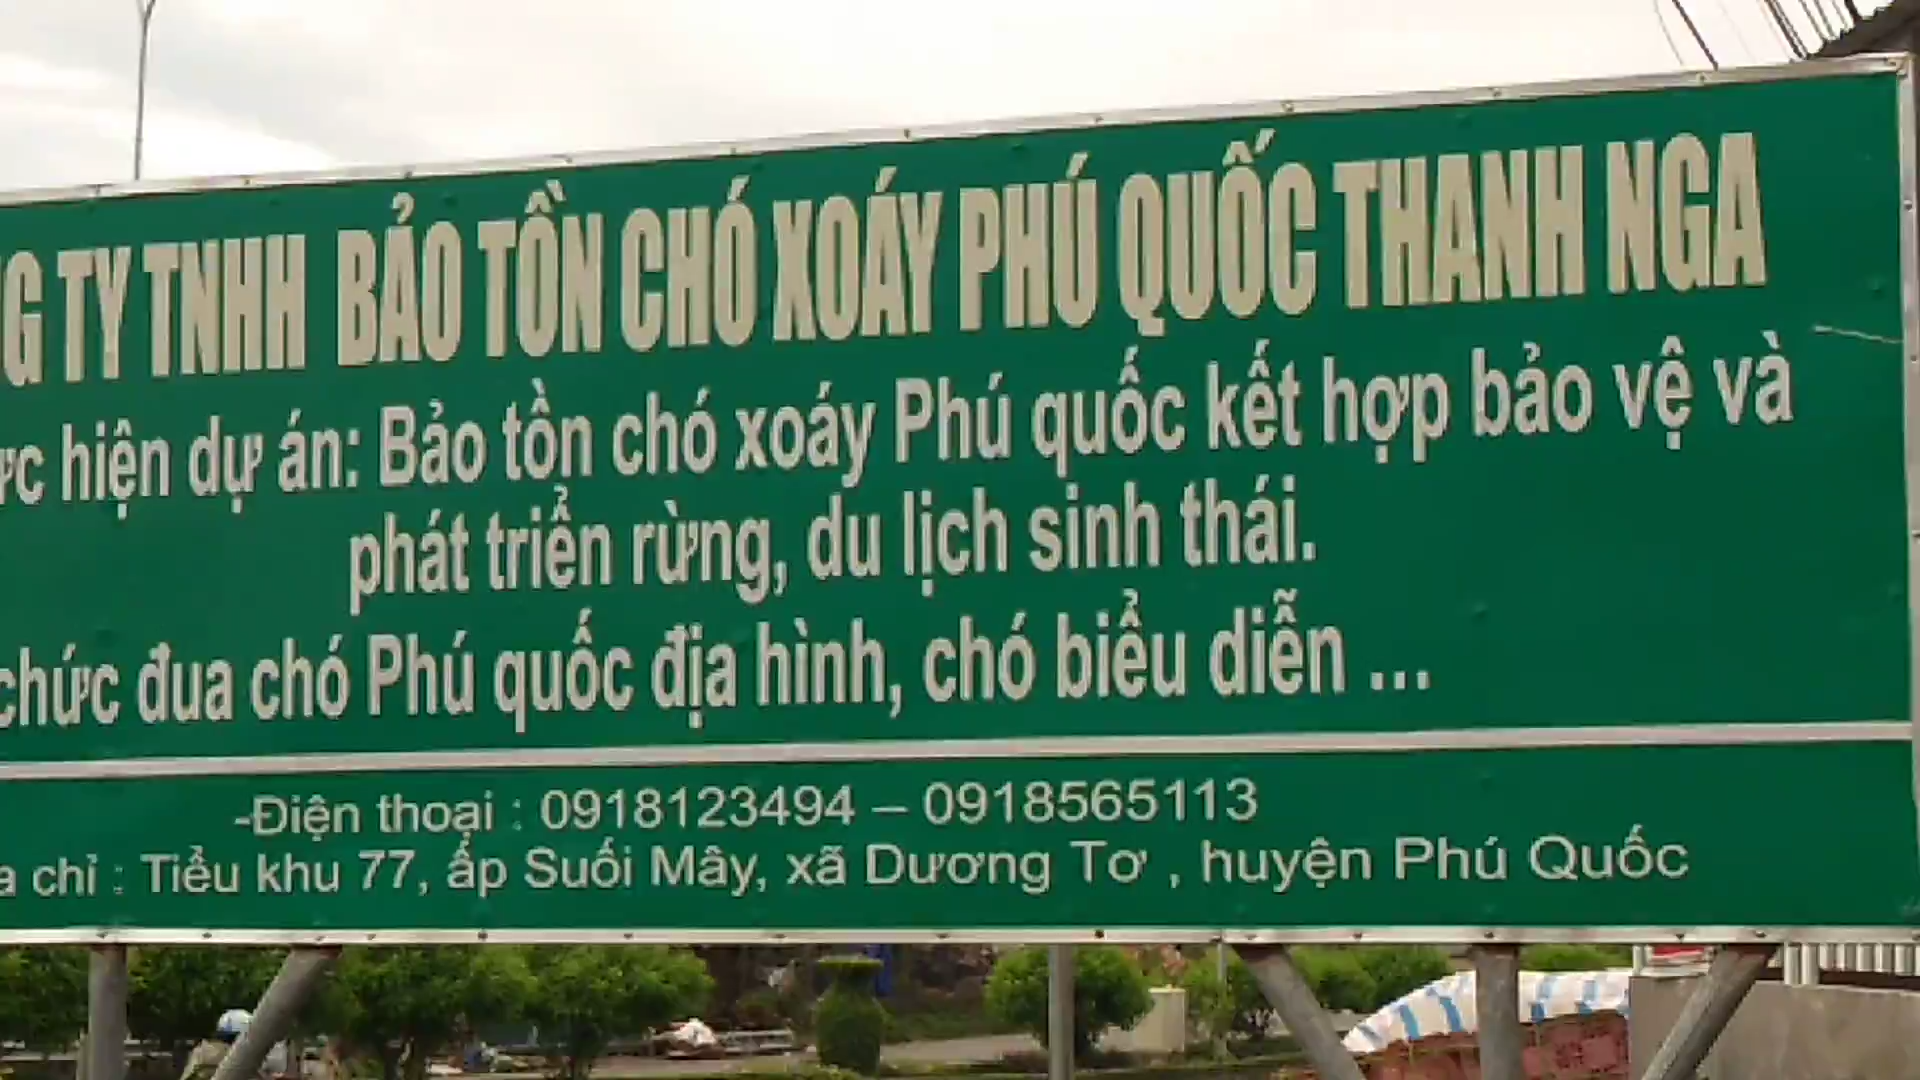 G TY TNHH BẢO TỒN CHÓ XOÁY PHÚ QUỐC THANH NGA
ực hiện dự án: Bảo tồn chó xoáy Phú quốc kết hợp bảo vệ và
phát triển rừng, du lịch sinh thái.
chức đua chó Phú quốc địa hình, chó biểu diễn ...
-Điện thoại : 0918123494 – 0918565113
a chỉ : Tiểu khu 77, ấp Suối Mây, xã Dương Tơ , huyện Phú Quốc